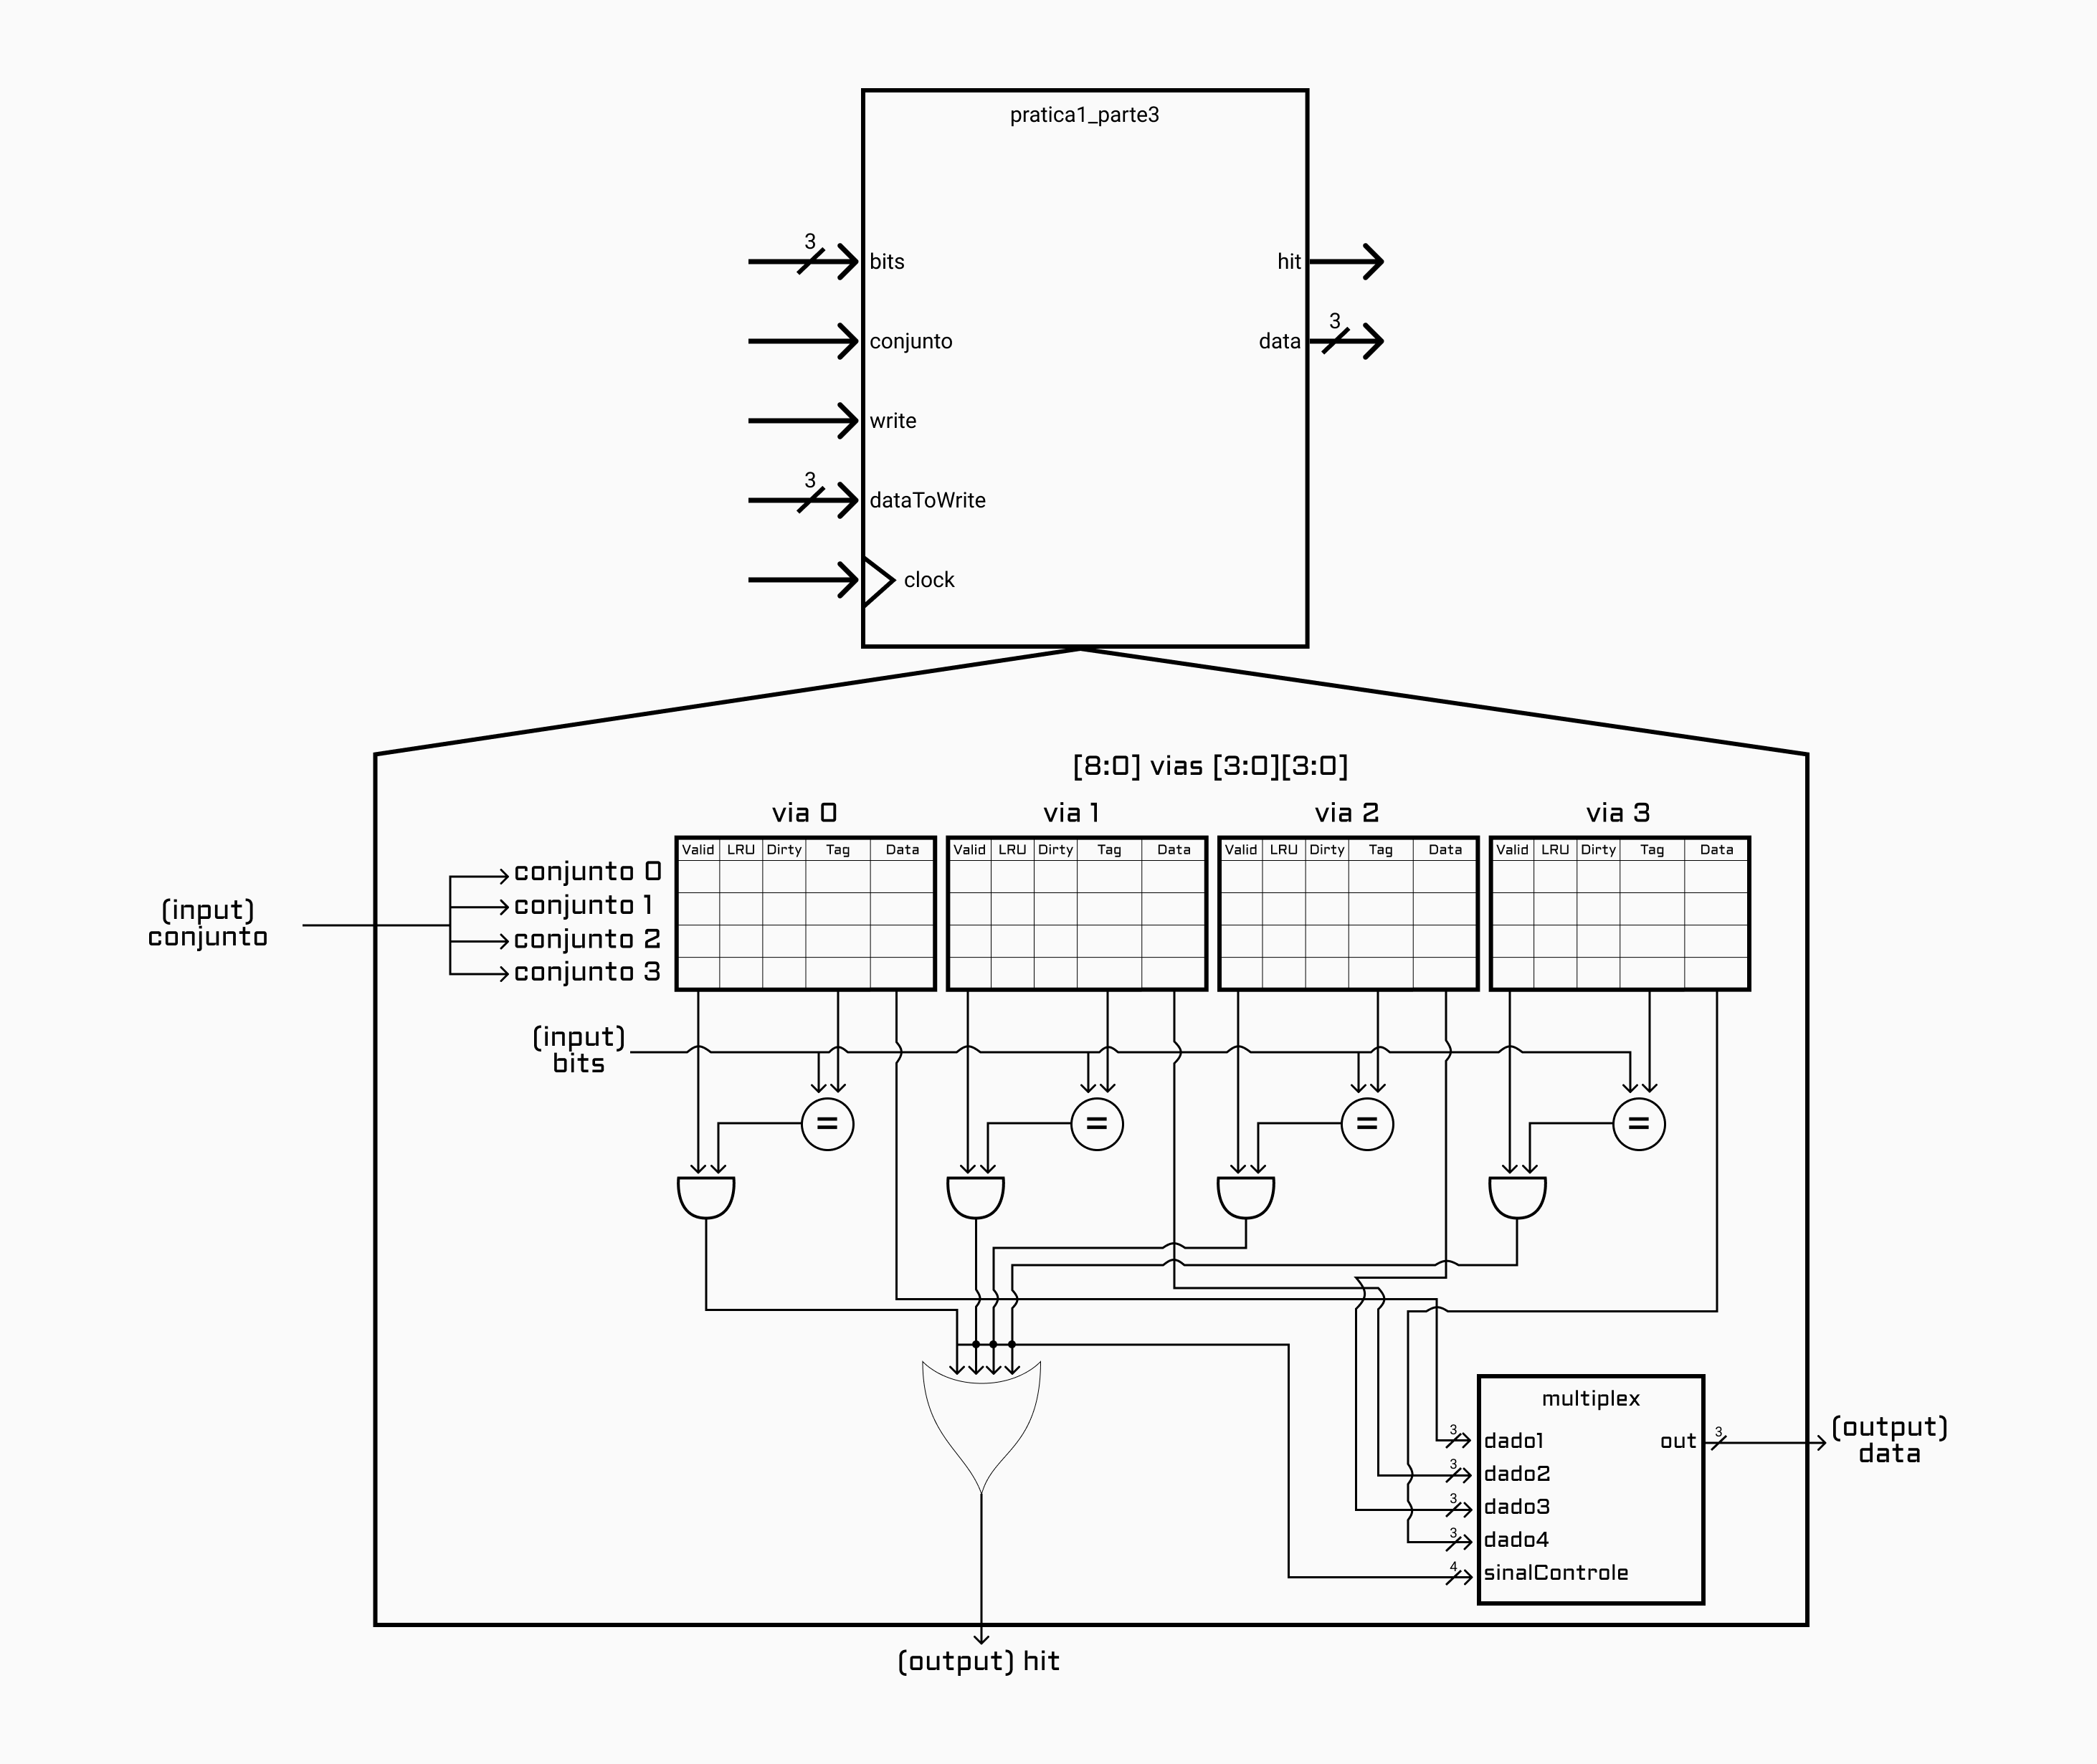 pratica1_parte3
3
bits
hit
conjunto
3
data
write
3
dataToWrite
clock
[8:0] vias [3:0][3:0]
via 0
via 1
via 2
via 3
Valid LRU Dirty Tag Data
Valid LRU Dirty Tag Data
Valid LRU Dirty Tag Data
Valid LRU Dirty Tag Data
(input)
conjunto
conjunto 0
conjunto 1
conjunto 2
conjunto 3
(input)
bits
=
=
=
=
multiplex
3
dado1
out
3
3
dado2
3
dado3
3
dado4
4
sinalControle
(output)
data
(output) hit